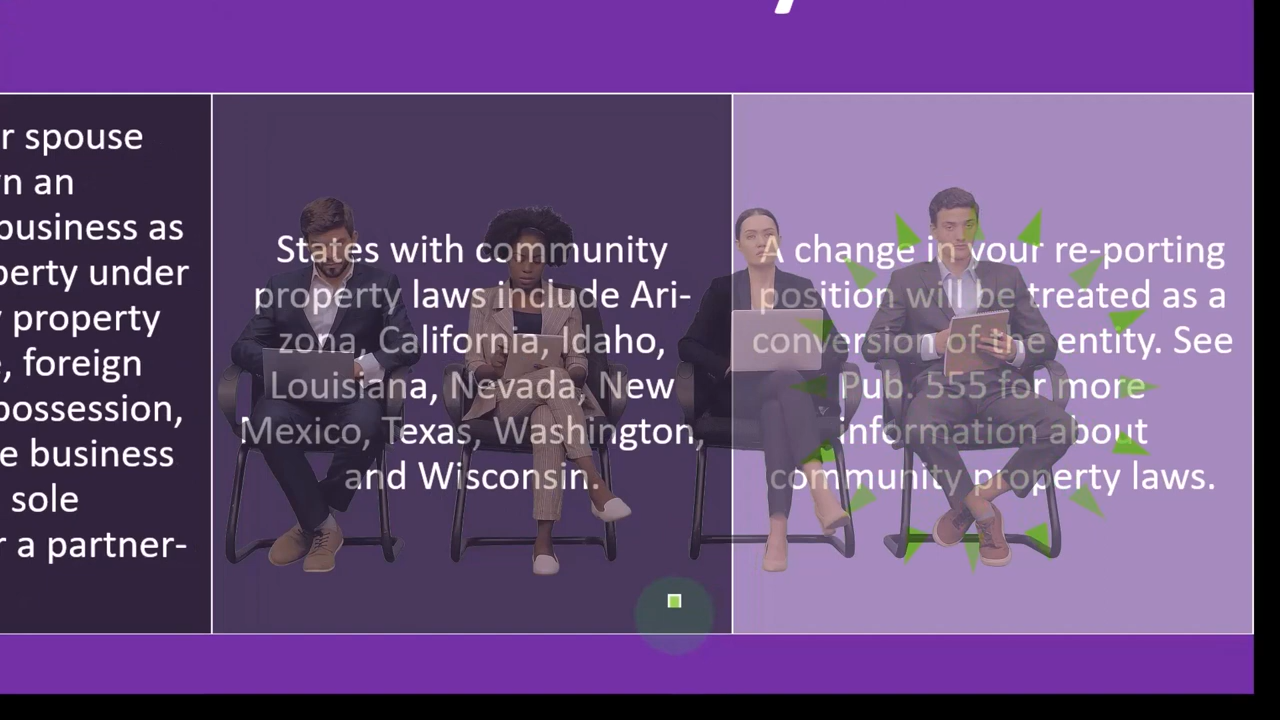 r spouse
n an
business as
perty under
property
, foreign
possession,
e business
sole
r a partner-
States with community
property laws include Ari-
zona, California, Idaho,
Louisiana, Nevada, New
Mexico, Texas, Washington,
and Wisconsin.
A change in your re-porting
position will be treated as a
conversion of the entity. See
Pub. 555 for more
information about
community property laws.